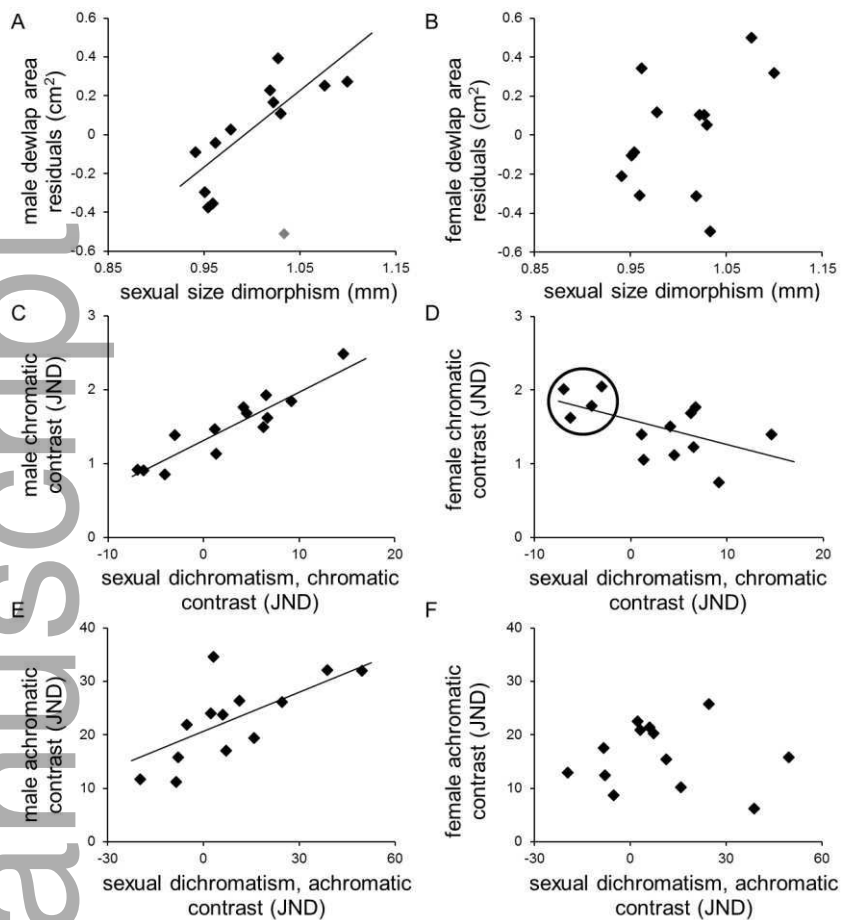 A
0.6
0.4
0.2
0
-0.2
-0.4
-0.6
0.85
0.95
1.05
1.15
male dewlap area
residuals (cm²)
sexual size dimorphism (mm)
B
0.6
0.4
0.2
0
-0.2
-0.4
-0.6
0.85
0.95
1.05
1.15
female dewlap area
residuals (cm²)
sexual size dimorphism (mm)
C
3
2
1
0
-10
0
10
20
male chromatic
contrast (JND)
sexual dichromatism, chromatic
contrast (JND)
D
3
2
1
0
-10
0
10
20
female chromatic
contrast (JND)
sexual dichromatism, chromatic
contrast (JND)
E
40
30
20
10
0
-30
0
30
60
male achromatic
contrast (JND)
sexual dichromatism, achromatic
contrast (JND)
F
40
30
20
10
0
-30
0
30
60
female achromatic
contrast (JND)
sexual dichromatism, achromatic
contrast (JND)
anuscript